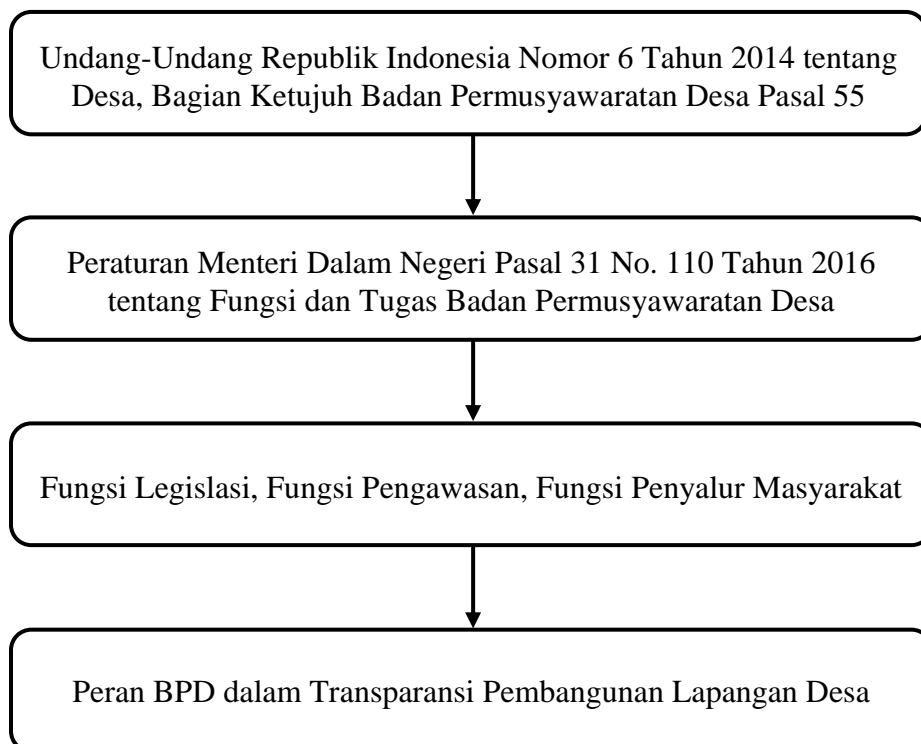 Undang-Undang Republik Indonesia Nomor 6 Tahun 2014 tentang
Desa, Bagian Ketujuh Badan Permusyawaratan Desa Pasal 55
Peraturan Menteri Dalam Negeri Pasal 31 No. 110 Tahun 2016
tentang Fungsi dan Tugas Badan Permusyawaratan Desa
Fungsi Legislasi, Fungsi Pengawasan, Fungsi Penyalur Masyarakat
Peran BPD dalam Transparansi Pembangunan Lapangan Desa